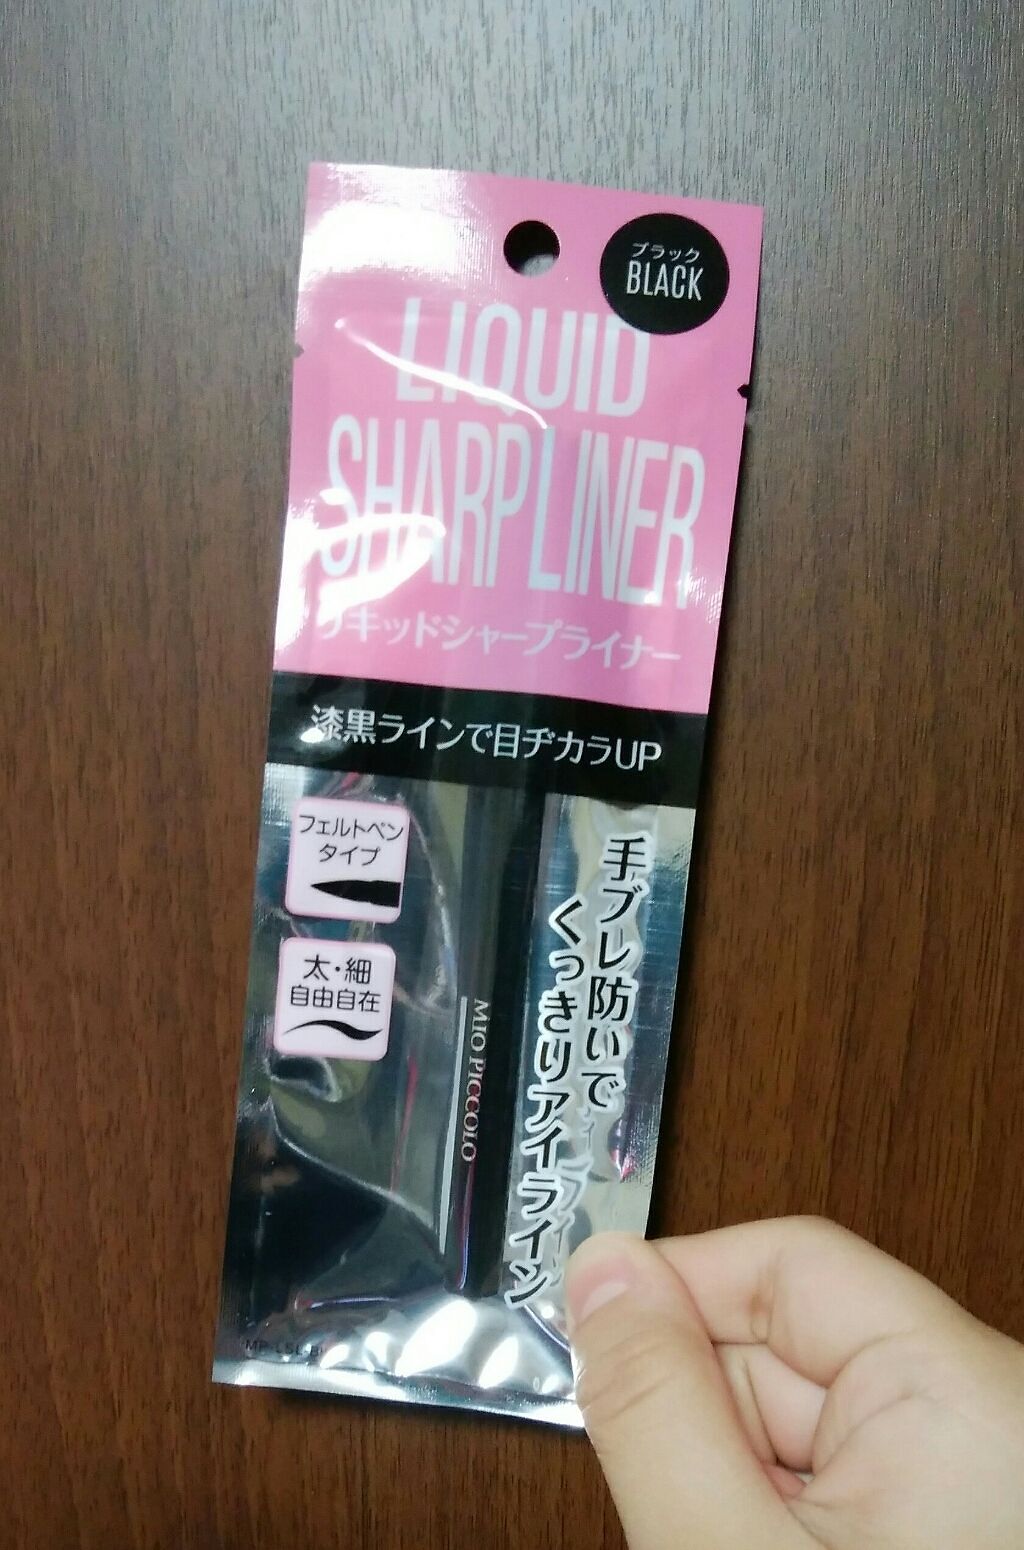 ブラック
BLACK
LIQUID
SHARPLINER
リキッドシャープライナー
漆黒ラインで目ヂカラUP
フェルトペン
タイプ
太・細
自由自在
手ブレ防いで
くっきりアイライン
MIO PICCOLO